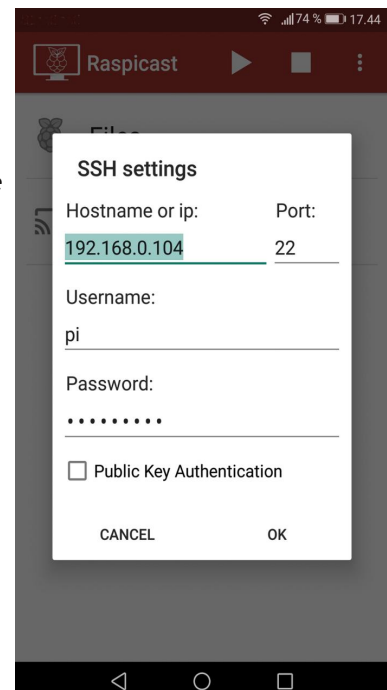 74 % 17.44
Raspicast
Files
SSH settings
Hostname or ip: Port:
192.168.0.104 22
Username:
pi
Password:
•••••••••
Public Key Authentication
CANCEL OK